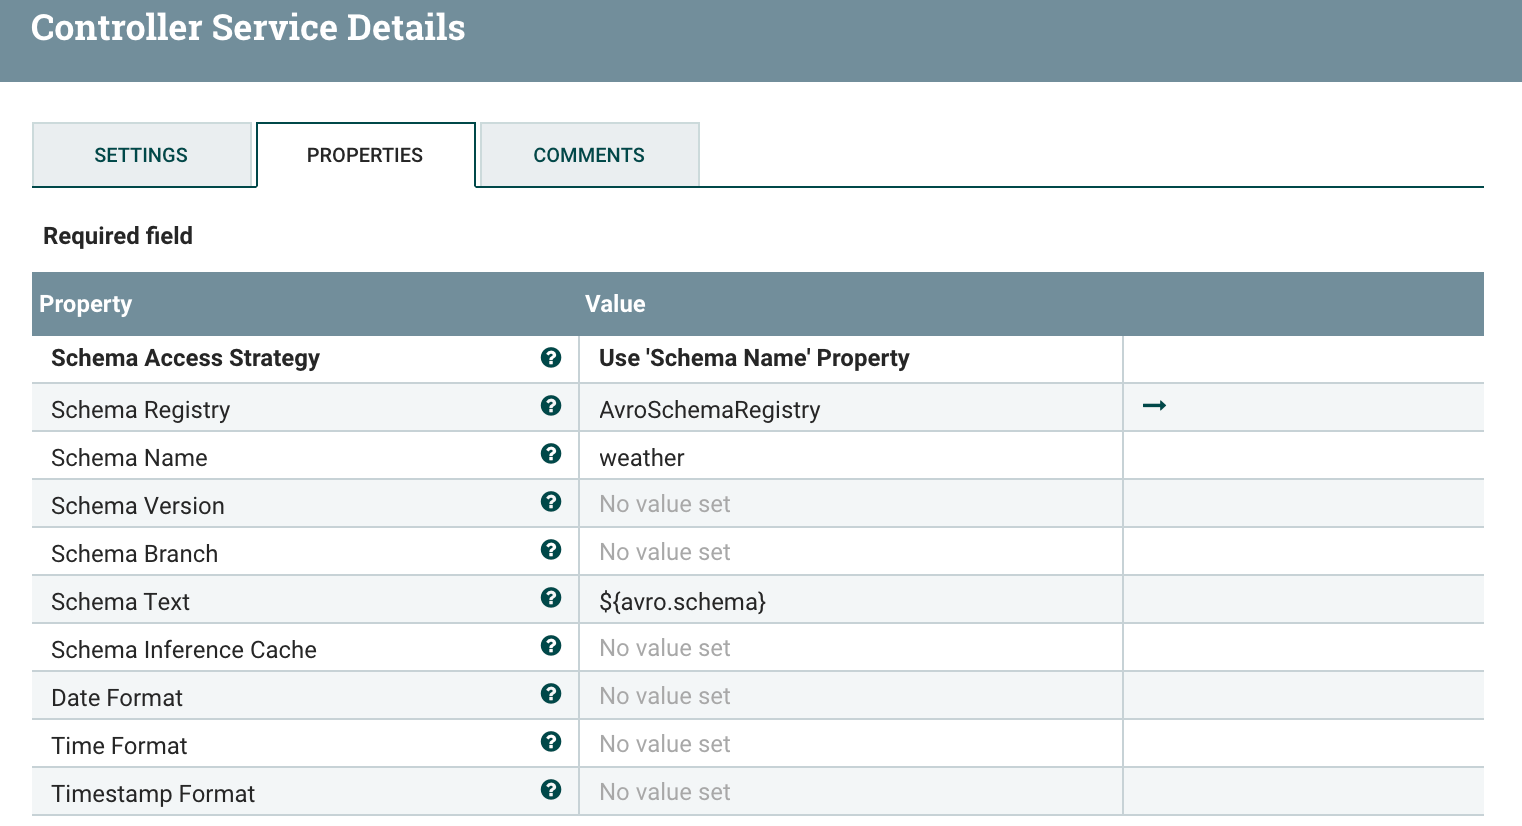 Controller Service Details
SETTINGS PROPERTIES COMMENTS
Required field
Property Value
Schema Access Strategy ? Use 'Schema Name' Property
Schema Registry ? AvroSchemaRegistry
Schema Name ? weather
Schema Version ? No value set
Schema Branch ? No value set
Schema Text ? ${avro.schema}
Schema Inference Cache ? No value set
Date Format ? No value set
Time Format ? No value set
Timestamp Format ? No value set